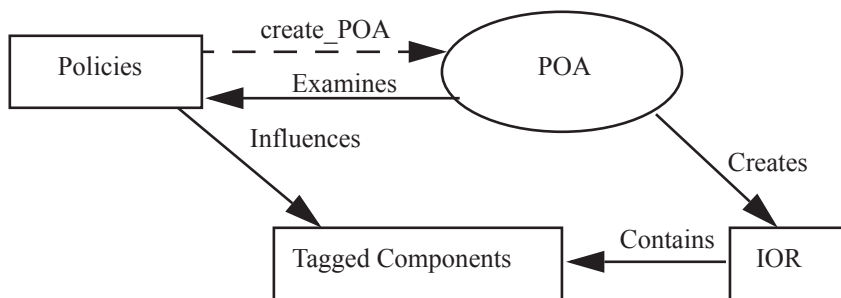 create_POA
Policies
POA
Examines
Influences
Creates
Contains
Tagged Components
IOR